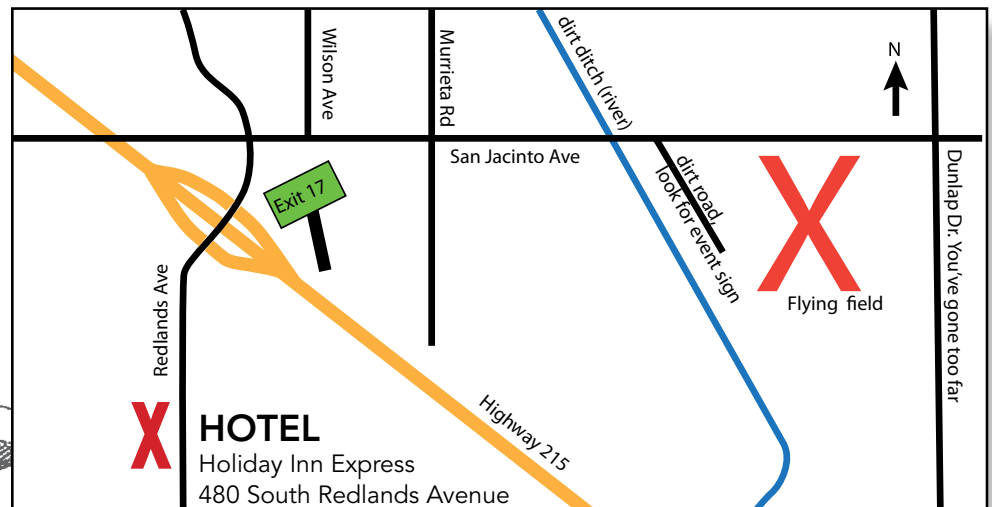 Wilson Ave
Murrieta Rd
dirt ditch (river)
N
San Jacinto Ave
Exit 17
dirt road,
look for event sign
Dunlap Dr. You've gone too far
Flying field
Redlands Ave
Highway 215
HOTEL
Holiday Inn Express
480 South Redlands Avenue